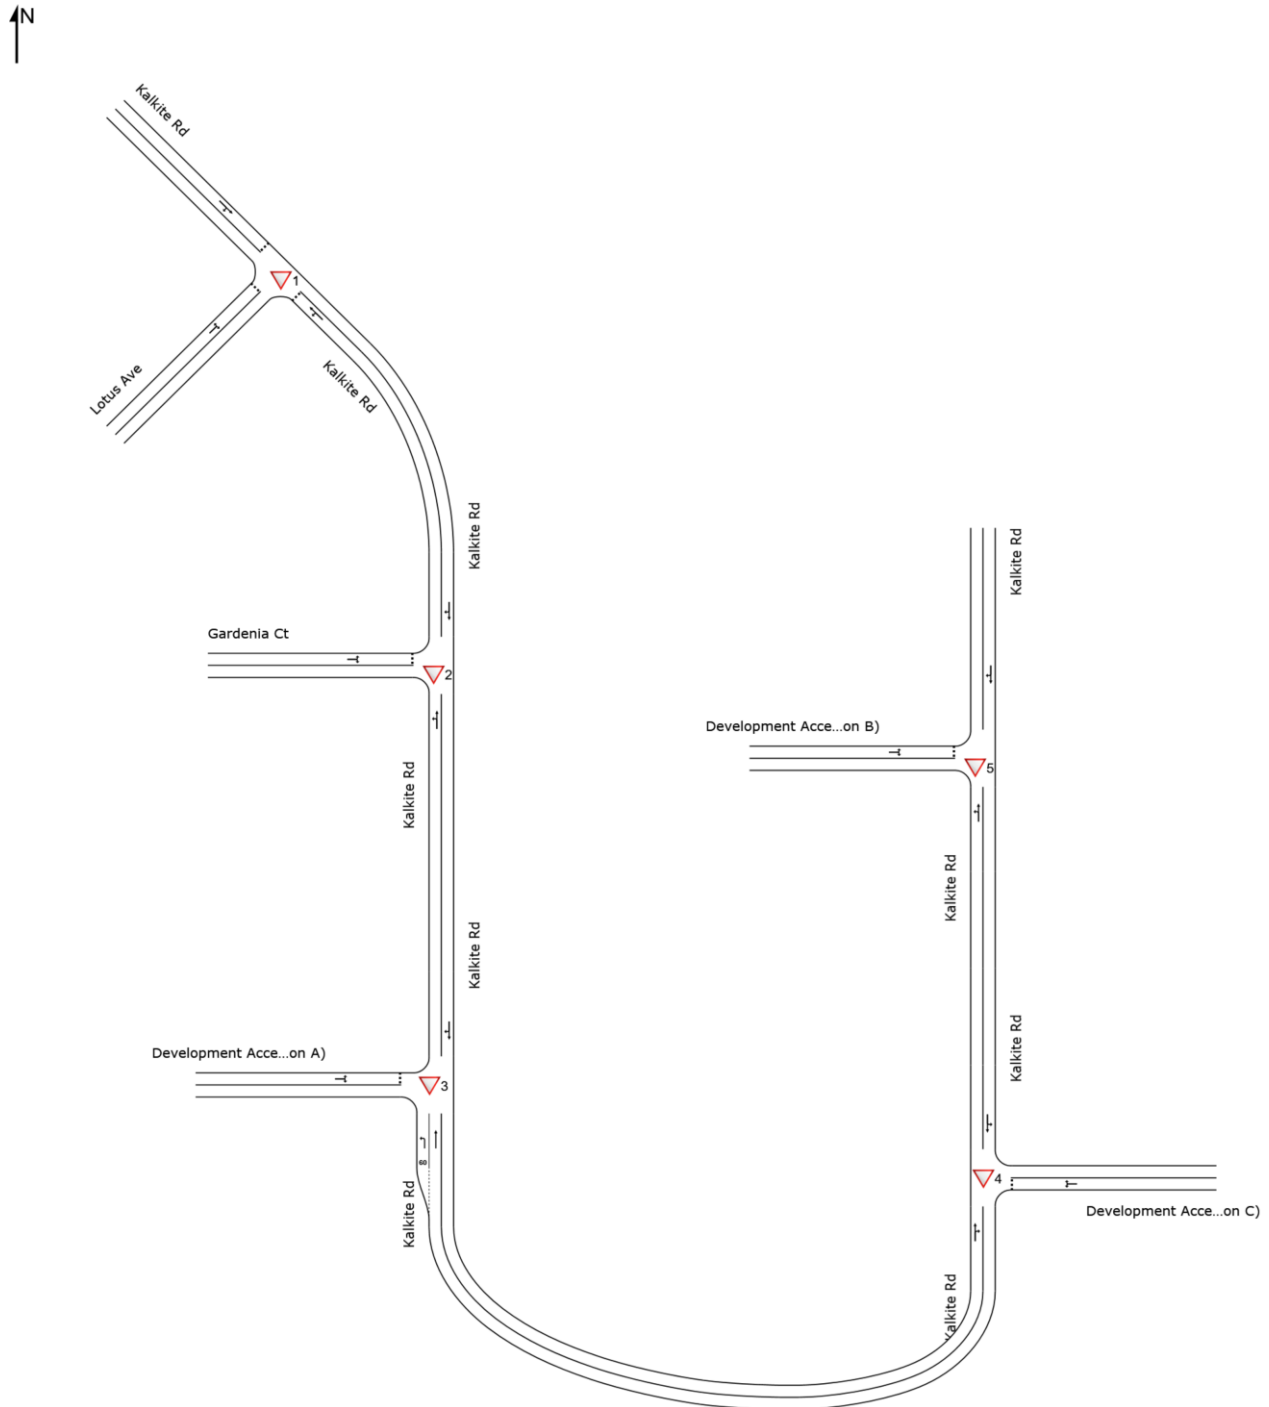 N
Kalkite Rd
1
Lotus Ave
Kalkite Rd
Kalkite Rd
Kalkite Rd
Gardenia Ct
2
Development Acce...on B)
5
Kalkite Rd
Kalkite Rd
Kalkite Rd
Kalkite Rd
Development Acce...on A)
3
60
4
Kalkite Rd
Development Acce...on C)
Kalkite Rd